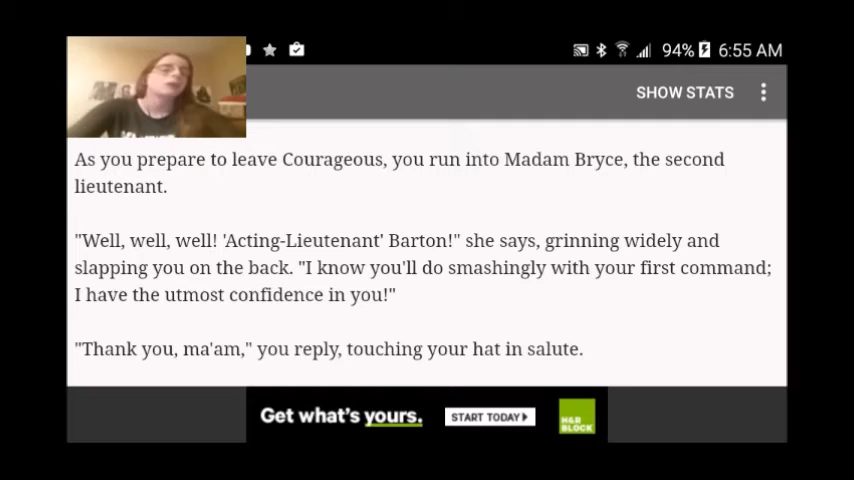 94% 6:55 AM
SHOW STATS
As you prepare to leave Courageous, you run into Madam Bryce, the second
lieutenant.
"Well, well, well! 'Acting-Lieutenant' Barton!" she says, grinning widely and
slapping you on the back. "I know you'll do smashingly with your first command;
I have the utmost confidence in you!"
"Thank you, ma'am," you reply, touching your hat in salute.
Get what's yours. START TODAY H&R
BLOCK